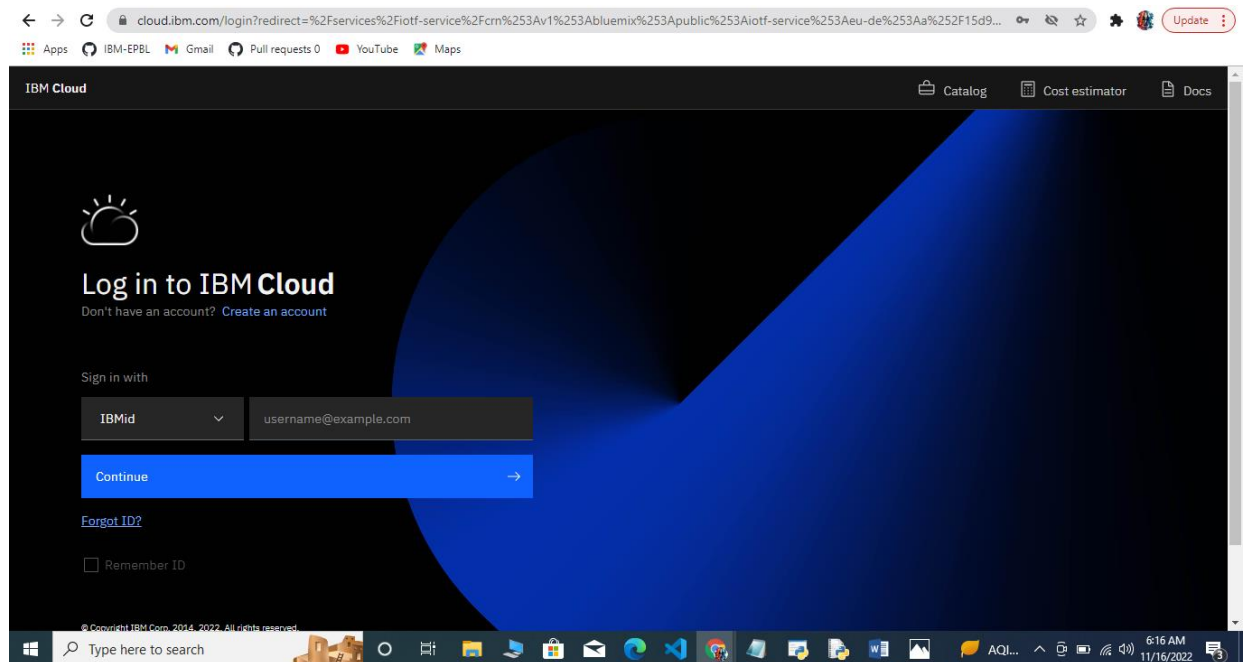 cloud.ibm.com/login?redirect=%2Fservices%2Fiotf-service%2Fcrn%253Av1%253Abluemix%253Apublic%253Aiotf-service%253Aeu-de%253Aa%252F15d9...
Update
Apps IBM-EPBL Gmail Pull requests 0 YouTube Maps
IBM Cloud Catalog Cost estimator Docs
Log in to IBM Cloud
Don't have an account? Create an account
Sign in with
IBMid username@example.com
Continue
Forgot ID?
Remember ID
© Copyright IBM Corp. 2014, 2022. All rights reserved.
Type here to search AQI... 6:16 AM
11/16/2022 3